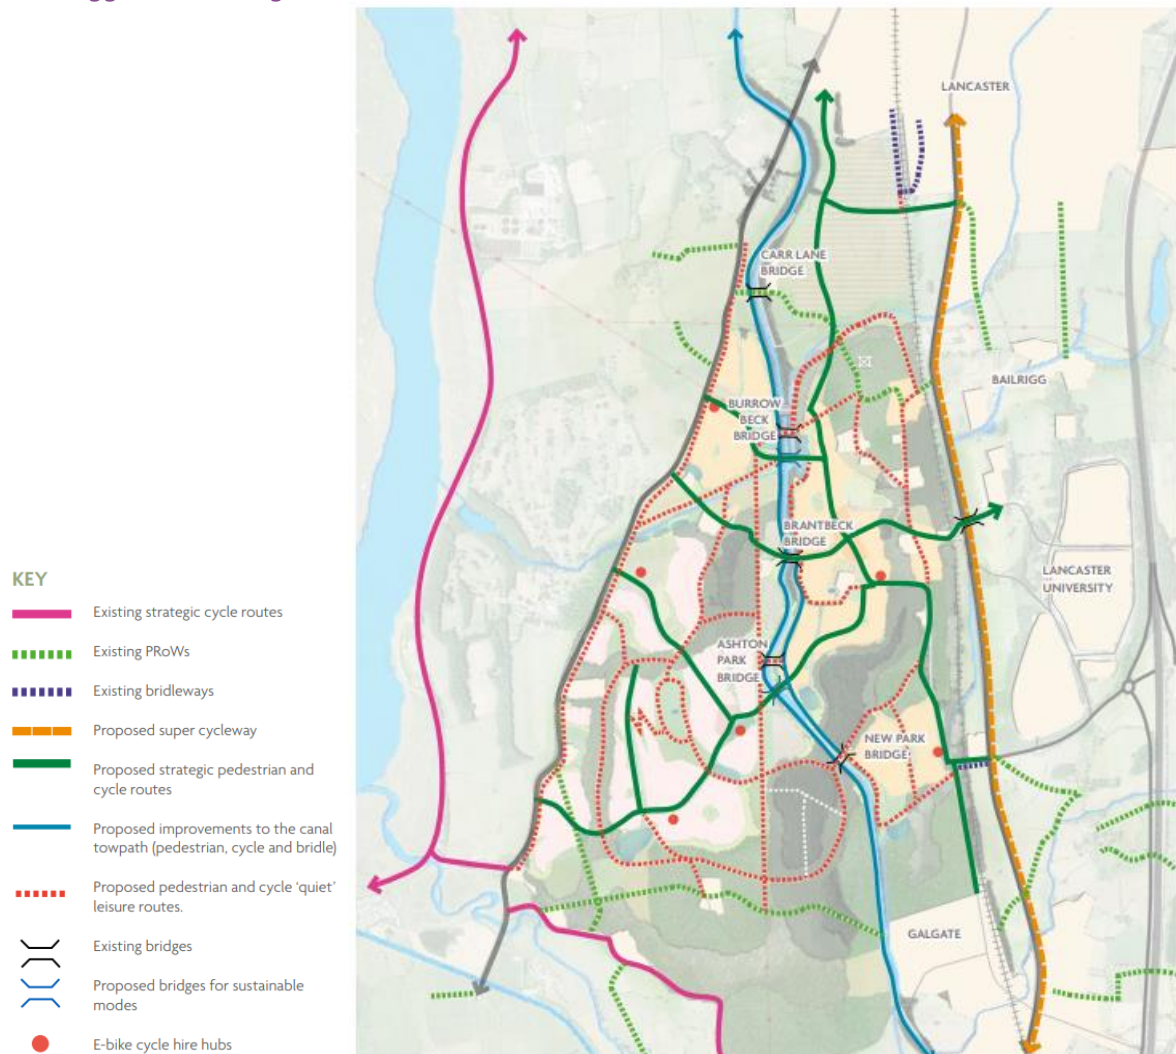 LANCASTER
CARR LANE
BRIDGE
BAILRIGG
BURROW
BECK
BRIDGE
BRANTBECK
BRIDGE
LANCASTER
UNIVERSITY
ASHTON
PARK
BRIDGE
NEW PARK
BRIDGE
GALGATE
KEY
Existing strategic cycle routes
Existing PRoWs
Existing bridleways
Proposed super cycleway
Proposed strategic pedestrian and
cycle routes
Proposed improvements to the canal
towpath (pedestrian, cycle and bridle)
Proposed pedestrian and cycle ‘quiet’
leisure routes.
Existing bridges
Proposed bridges for sustainable
modes
E-bike cycle hire hubs